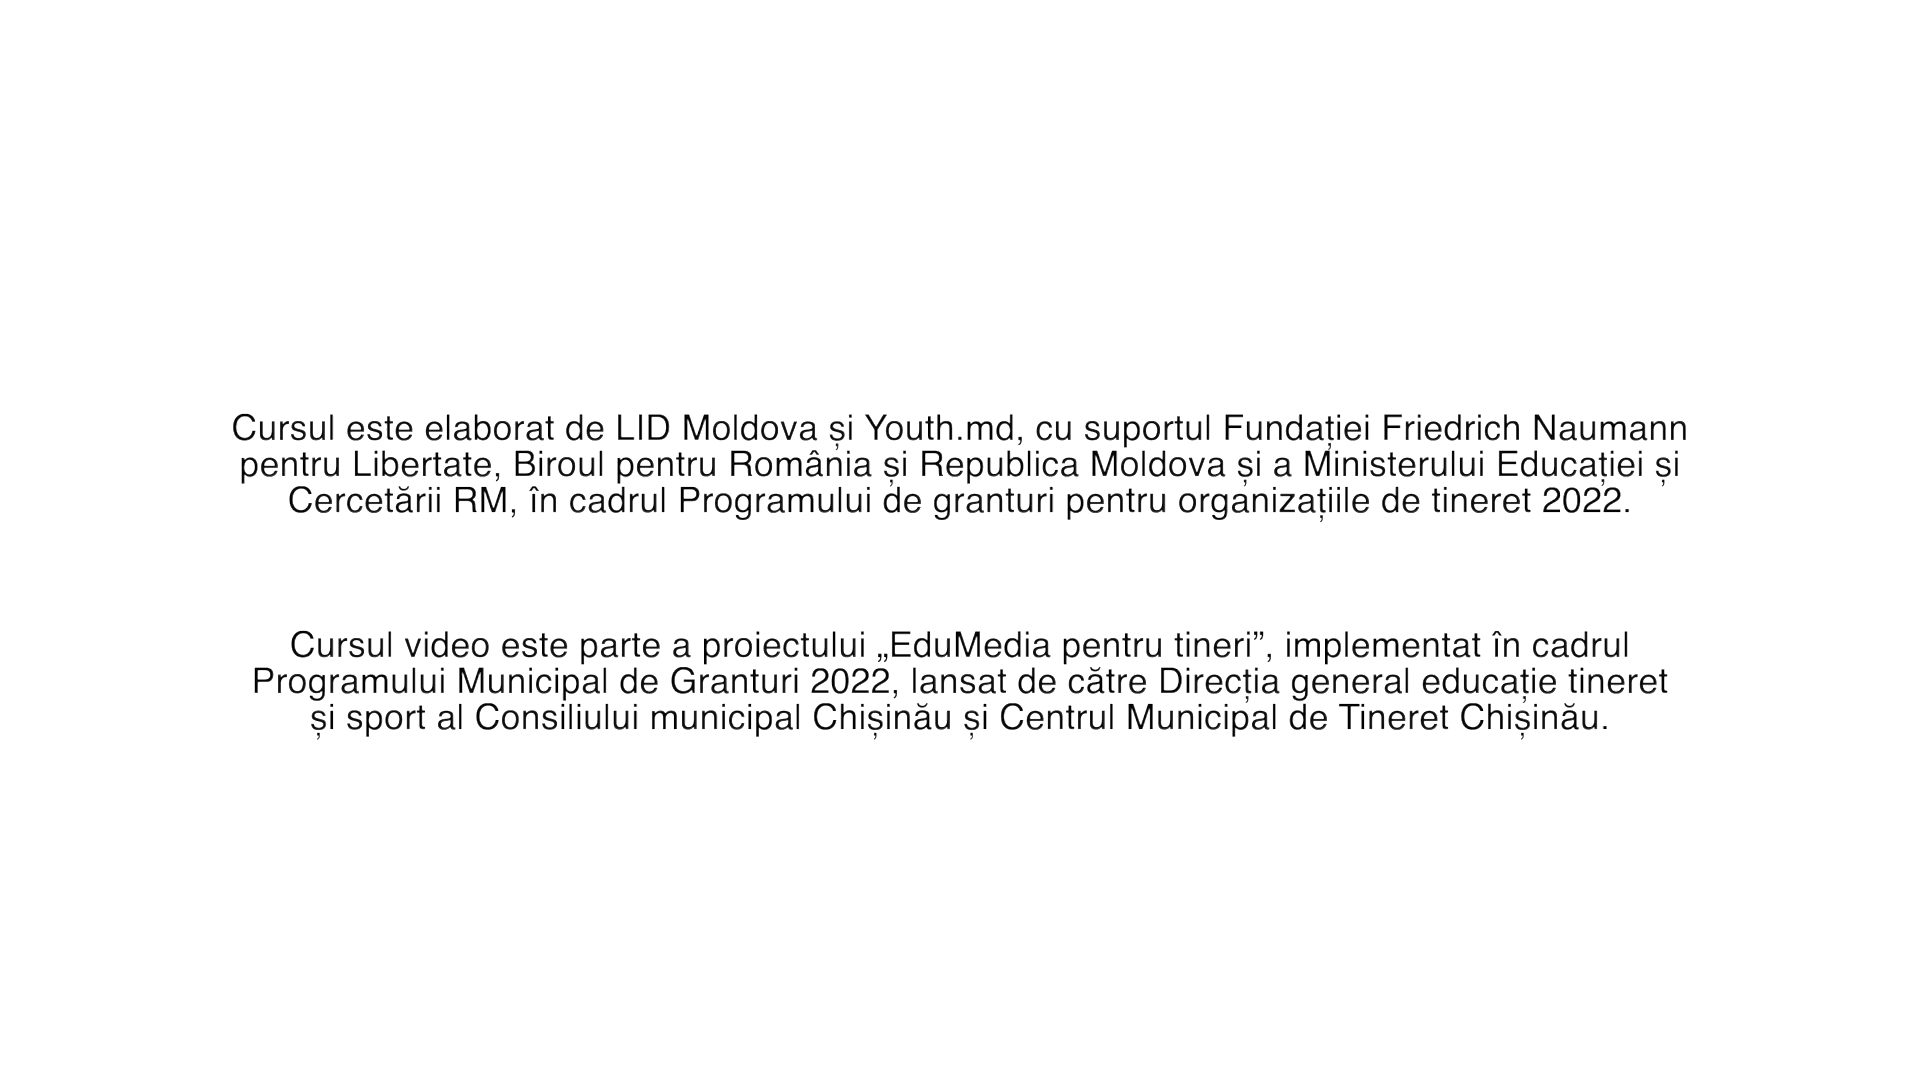 Cursul este elaborat de LID Moldova și Youth.md, cu suportul Fundației Friedrich Naumann
pentru Libertate, Biroul pentru România și Republica Moldova și a Ministerului Educației și
Cercetării RM, în cadrul Programului de granturi pentru organizațiile de tineret 2022.
Cursul video este parte a proiectului „EduMedia pentru tineri”, implementat în cadrul
Programului Municipal de Granturi 2022, lansat de către Direcția general educație tineret
și sport al Consiliului municipal Chișinău și Centrul Municipal de Tineret Chișinău.